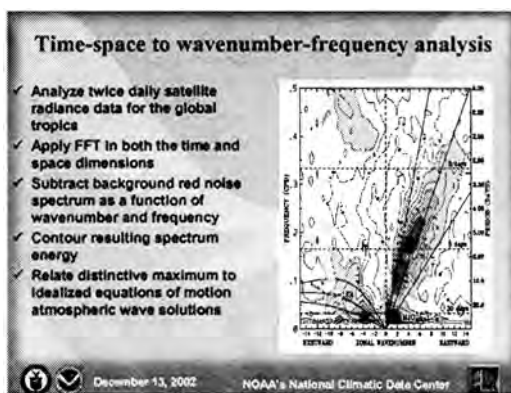 Time-space to wavenumber-frequency analysis
✓ Analyze twice daily satellite
radiance data for the global
tropics
✓ Apply FFT in both the time and
space dimensions
✓ Subtract background red noise
spectrum as a function of
wavenumber and frequency
✓ Contour resulting spectrum
energy
✓ Relate distinctive maximum to
idealized equations of motion
atmospheric wave solutions
FREQUENCY (CPD)
PERIOD
WESTWARD ZONAL WAVENUMBER EASTWARD
December 13, 2002
NOAA's National Climatic Data Center